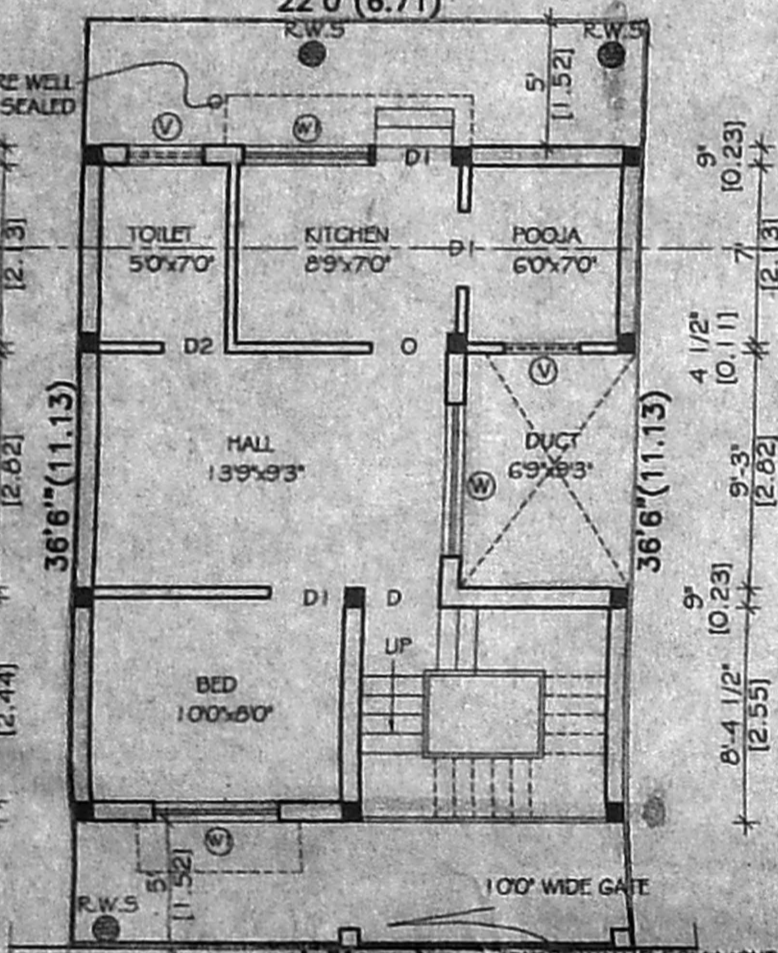 22'0"(6.71)
R.W.S
R.W.S
RE WELL
SEALED
5'
[1.52]
V
W1
D1
9"
[0.23]
TOILET
5'0"x7'0"
KITCHEN
8'9"x7'0"
D1
POOJA
6'0"x7'0"
7'
[2.13]
[2.13]
D2
O
V
4 1/2"
[0.11]
HALL
13'9"x9'3"
DUCT
6'9"x9'3"
W
36'6"(11.13)
36'6"(11.13)
[2.82]
9'-3"
[2.82]
D1
D
9"
[0.23]
UP
BED
10'0"x8'0"
[2.44]
8'-4 1/2"
[2.55]
W
5'
[1.52]
R.W.S
10'0" WIDE GATE